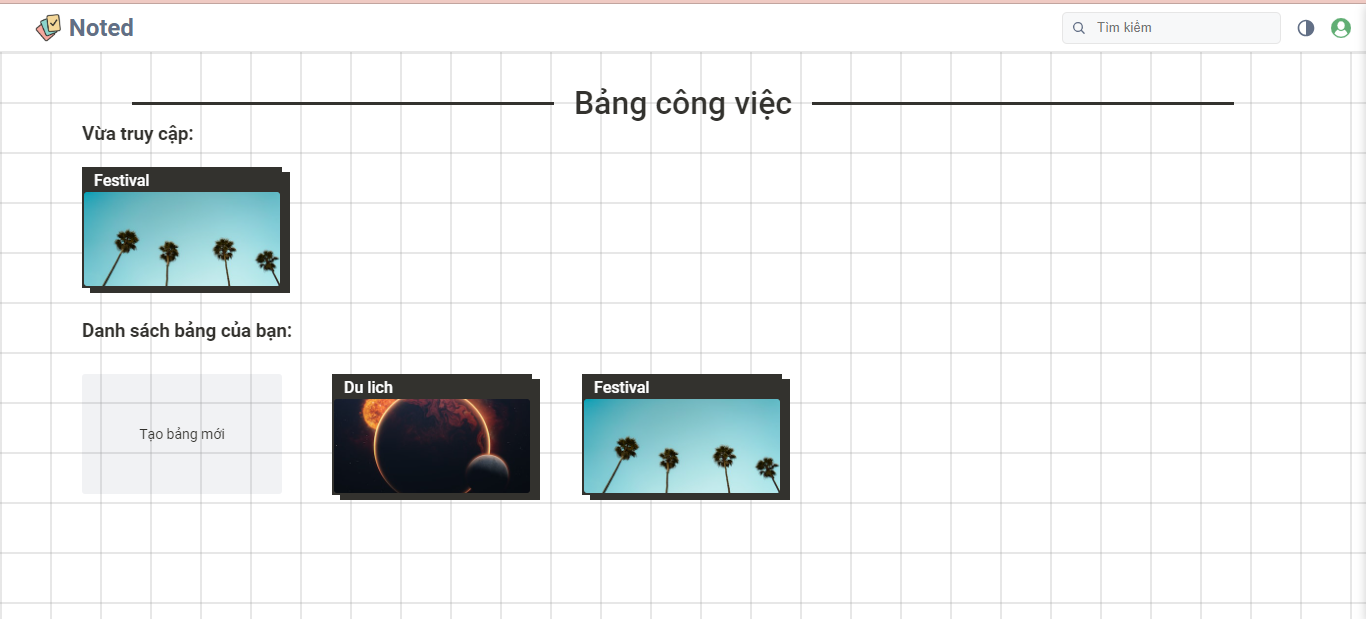 Noted
Tìm kiếm
Bảng công việc
Vừa truy cập:
Festival
Danh sách bảng của bạn:
Tạo bảng mới
Du lich
Festival